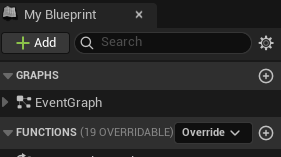 My Blueprint
Add
Search
GRAPHS
EventGraph
FUNCTIONS (19 OVERRIDABLE) Override